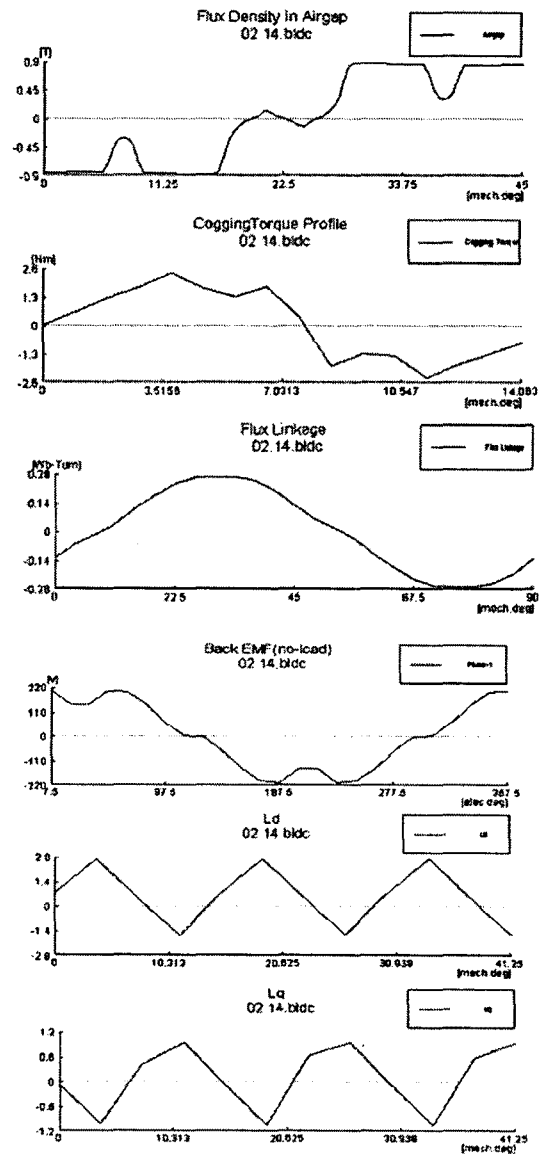 Flux Density in Airgap
02 14.bldc
Airgap
[T]
0.9
0.45
0
-0.45
-0.9
0 11.25 22.5 33.75 45
[mech.deg]
CoggingTorque Profile
02 14.bldc
[Nm]
2.6
1.3
0
-1.3
-2.6
0 3.5156 7.0313 10.547 14.063
[mech.deg]
Flux Linkage
02.14.bldc
Flux Linkage
[Wb-Turn]
0.28
0.14
0
-0.14
-0.28
0 22.5 45 67.5 90
[mech.deg]
Back EMF(no-load)
02 14.bldc
Phase-1
220
110
0
-110
-220
7.5 97.5 187.5 277.5 367.5
[elec deg]
Ld
02 14 bldc
Ld
1.4
0
-1.4
0 10.313 20.625 30.938 41.25
[mech deg]
Lq
02 14.bldc
1.2
0.6
0
-0.6
-1.2
0 10.313 20.625 30.938 41.25
[mech.deg]